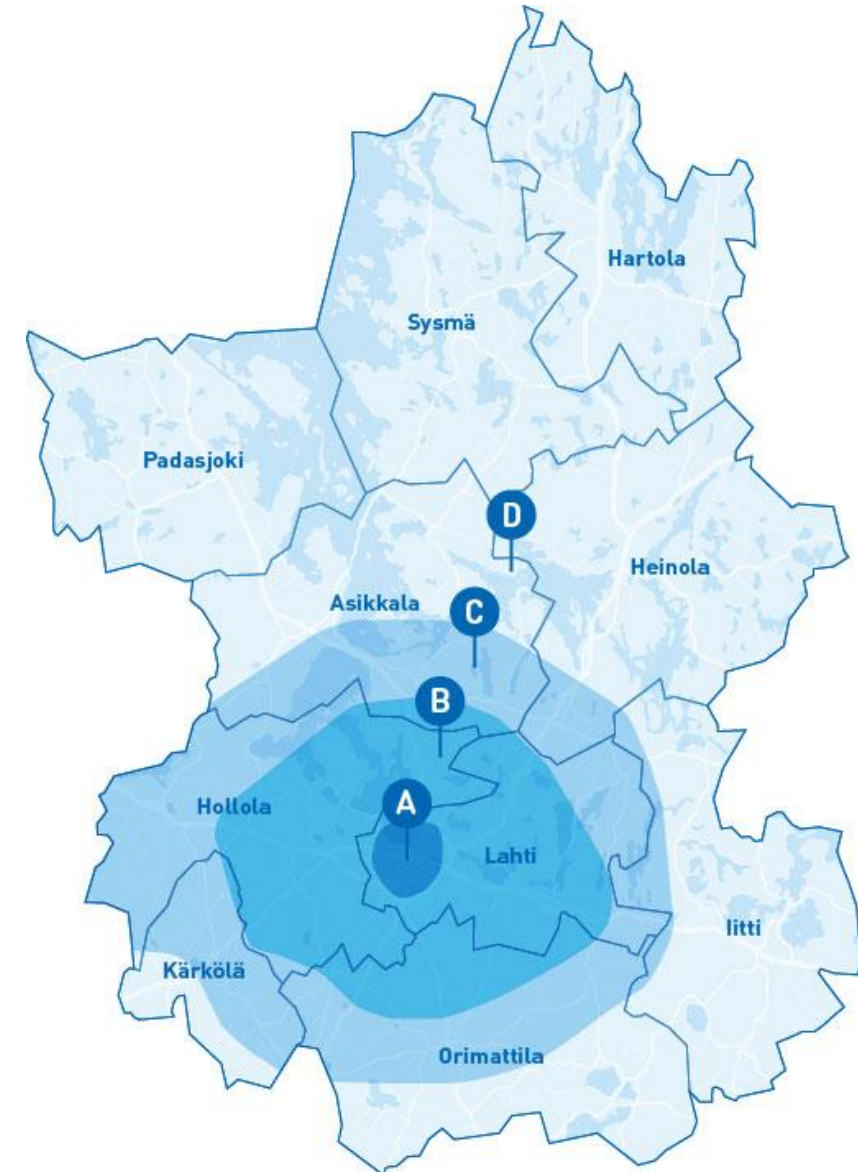 Hartola
Sysmä
Padasjoki
D
Heinola
Asikkala
C
B
Hollola
A
Lahti
Iitti
Kärkölä
Orimattila